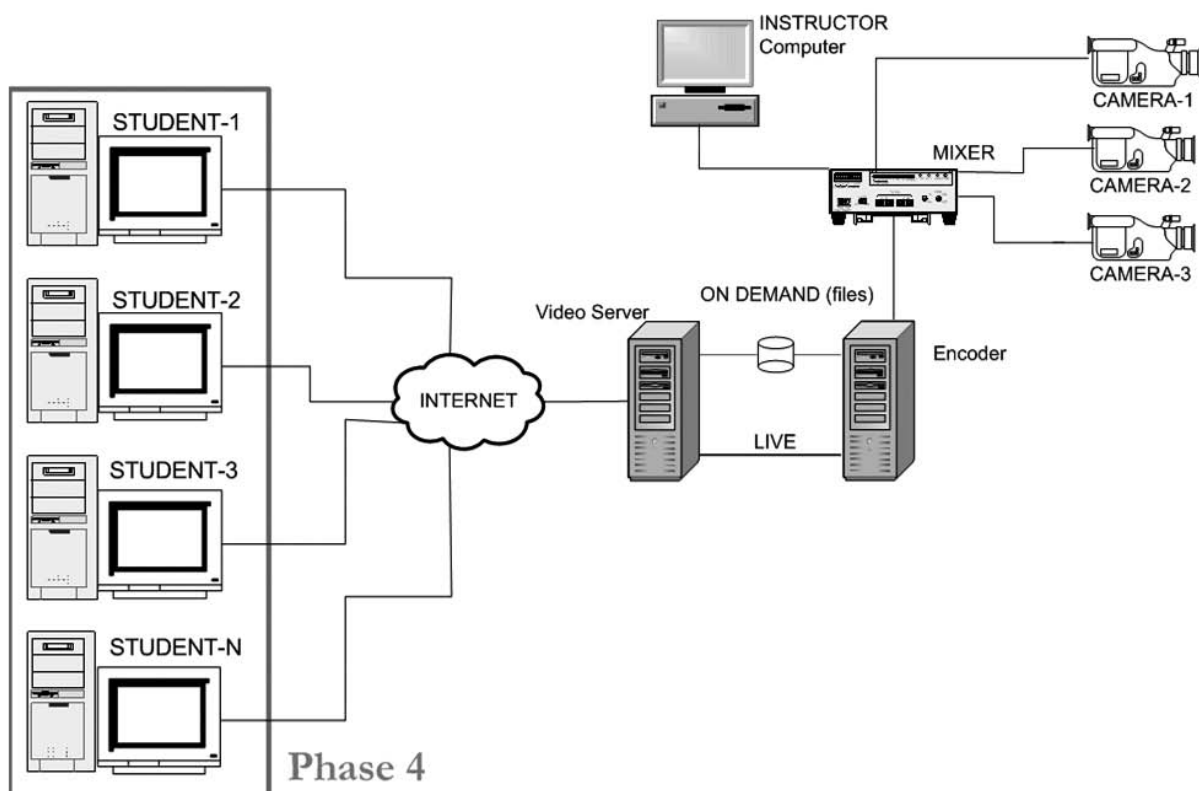 INSTRUCTOR
Computer
CAMERA-1
STUDENT-1
MIXER
CAMERA-2
CAMERA-3
STUDENT-2
ON DEMAND (files)
Video Server
Encoder
INTERNET
LIVE
STUDENT-3
STUDENT-N
Phase 4